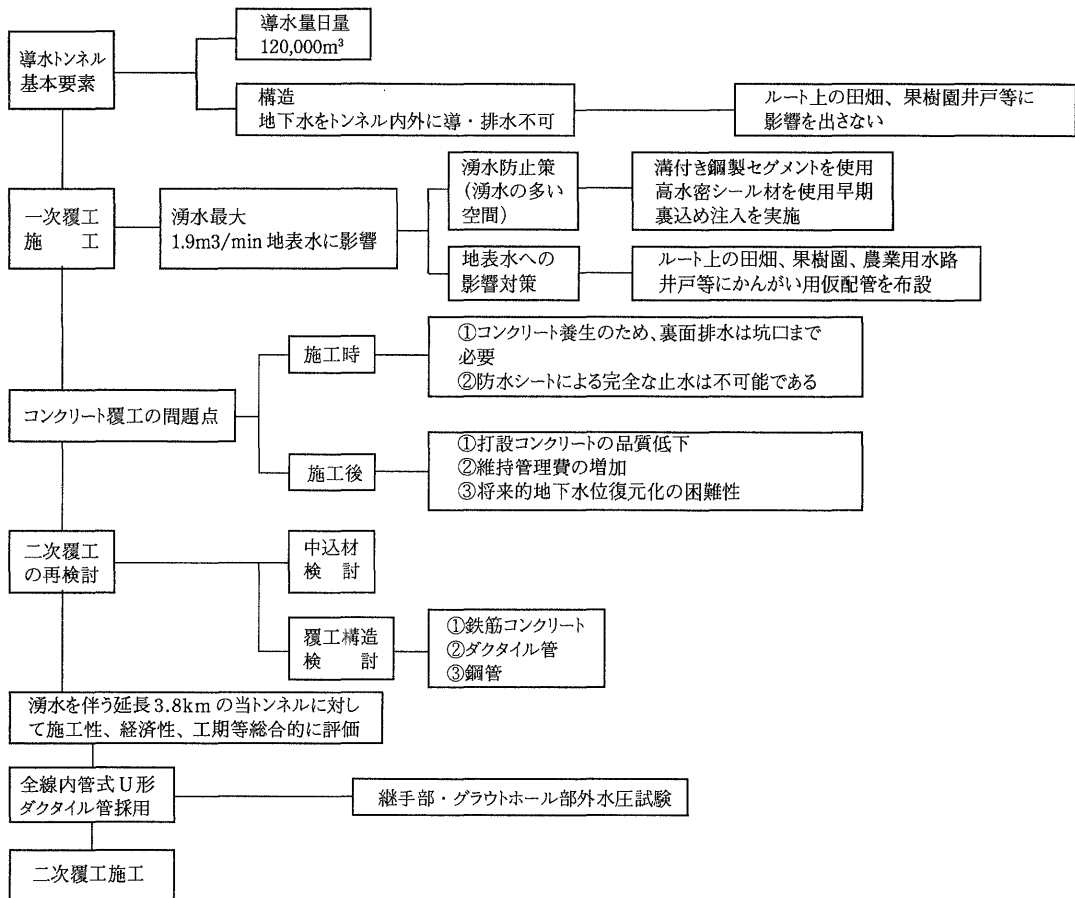 導水トンネル
基本要素
導水量日量
120,000m³
構造
地下水をトンネル内外に導・排水不可
ルート上の田畑、果樹園井戸等に
影響を出さない
一次覆工
施　　工
湧水最大
1.9m3/min 地表水に影響
湧水防止策
(湧水の多い
空間)
溝付き鋼製セグメントを使用
高水密シール材を使用早期
裏込め注入を実施
地表水への
影響対策
ルート上の田畑、果樹園、農業用水路
井戸等にかんがい用仮配管を布設
コンクリート覆工の問題点
施工時
①コンクリート養生のため、裏面排水は坑口まで
必要
②防水シートによる完全な止水は不可能である
施工後
①打設コンクリートの品質低下
②維持管理費の増加
③将来的地下水位復元化の困難性
二次覆工
の再検討
中込材
検　討
覆工構造
検　　討
①鉄筋コンクリート
②ダクタイル管
③鋼管
湧水を伴う延長3.8kmの当トンネルに対し
て施工性、経済性、工期等総合的に評価
全線内管式U形
ダクタイル管採用
継手部・グラウトホール部外水圧試験
二次覆工施工